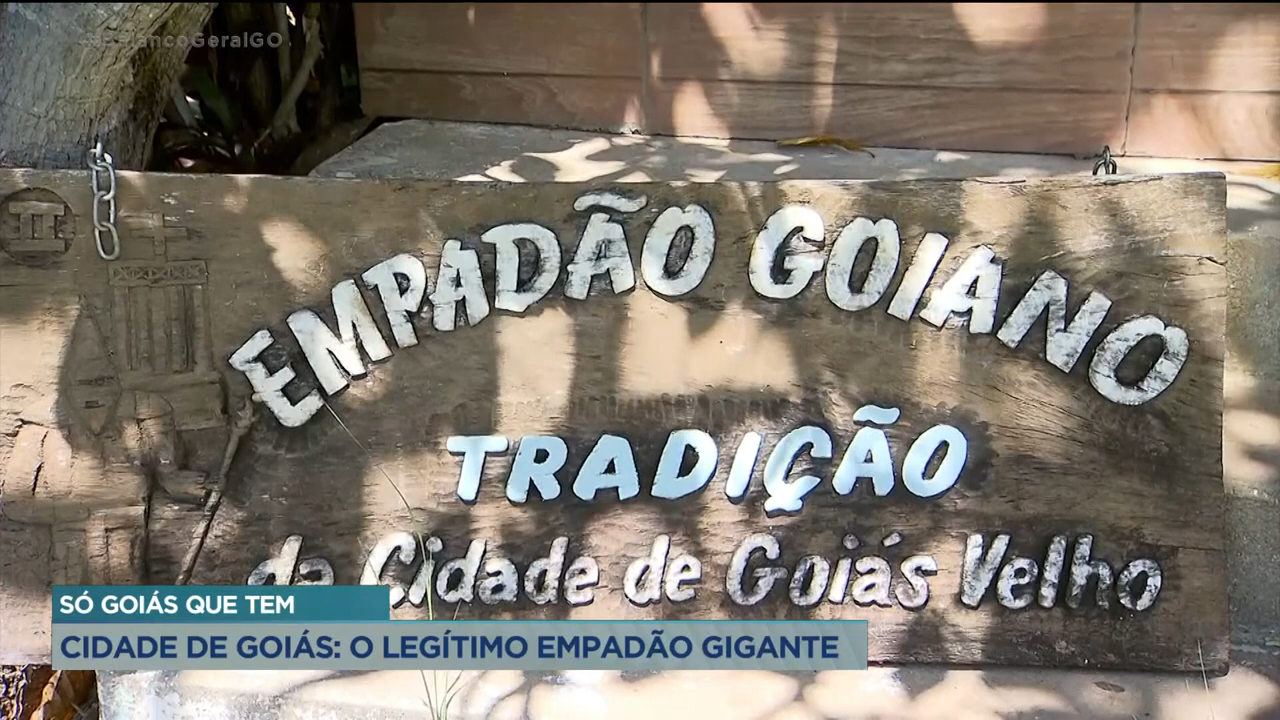 #BalançoGeralGO
EMPADÃO GOIANO
TRADIÇÃO
da Cidade de Goiás Velho
SÓ GOIÁS QUE TEM
CIDADE DE GOIÁS: O LEGÍTIMO EMPADÃO GIGANTE